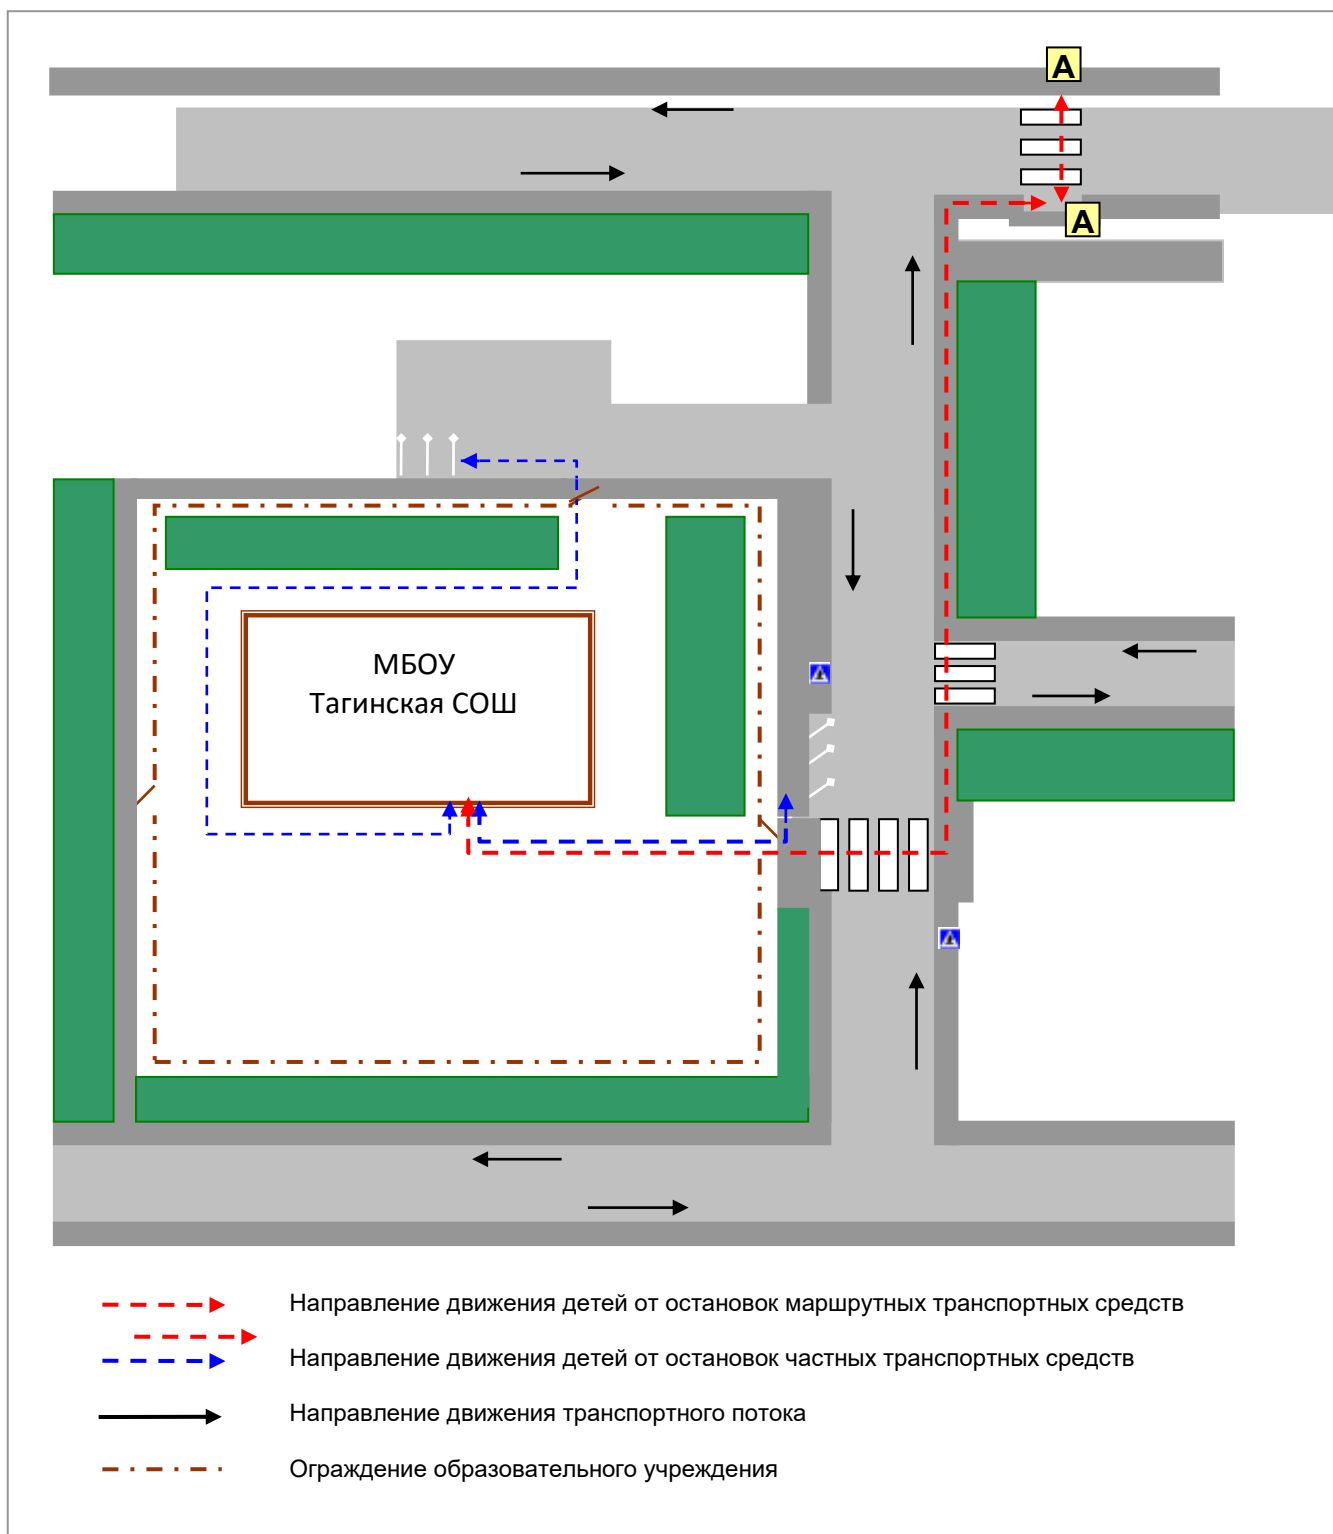 A
A
МБОУ
Тагинская СОШ
Направление движения детей от остановок маршрутных транспортных средств
Направление движения детей от остановок частных транспортных средств
Направление движения транспортного потока
Ограждение образовательного учреждения